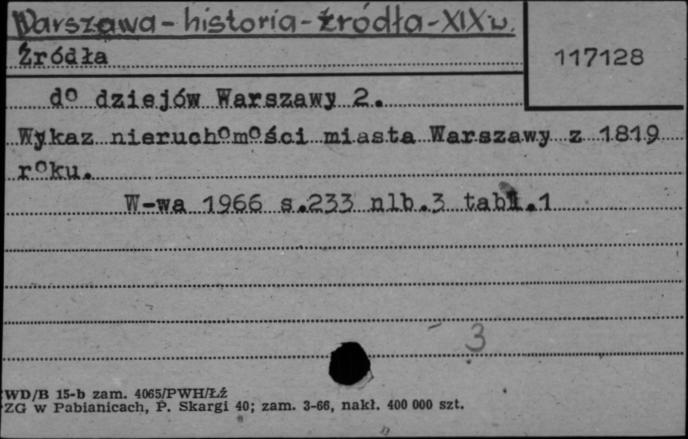 Warszawa - historia - źródła - XIX w.
Źródła
117128
do dziejów Warszawy 2.
Wykaz nieruchomości miasta Warszawy z 1819
roku.
W-wa 1966 s.233 nlb.3 tabl.1
3
WD/B 15-b zam. 4065/PWH/Łź
ZG w Pabianicach, P. Skargi 40; zam. 3-66, nakł. 400 000 szt.